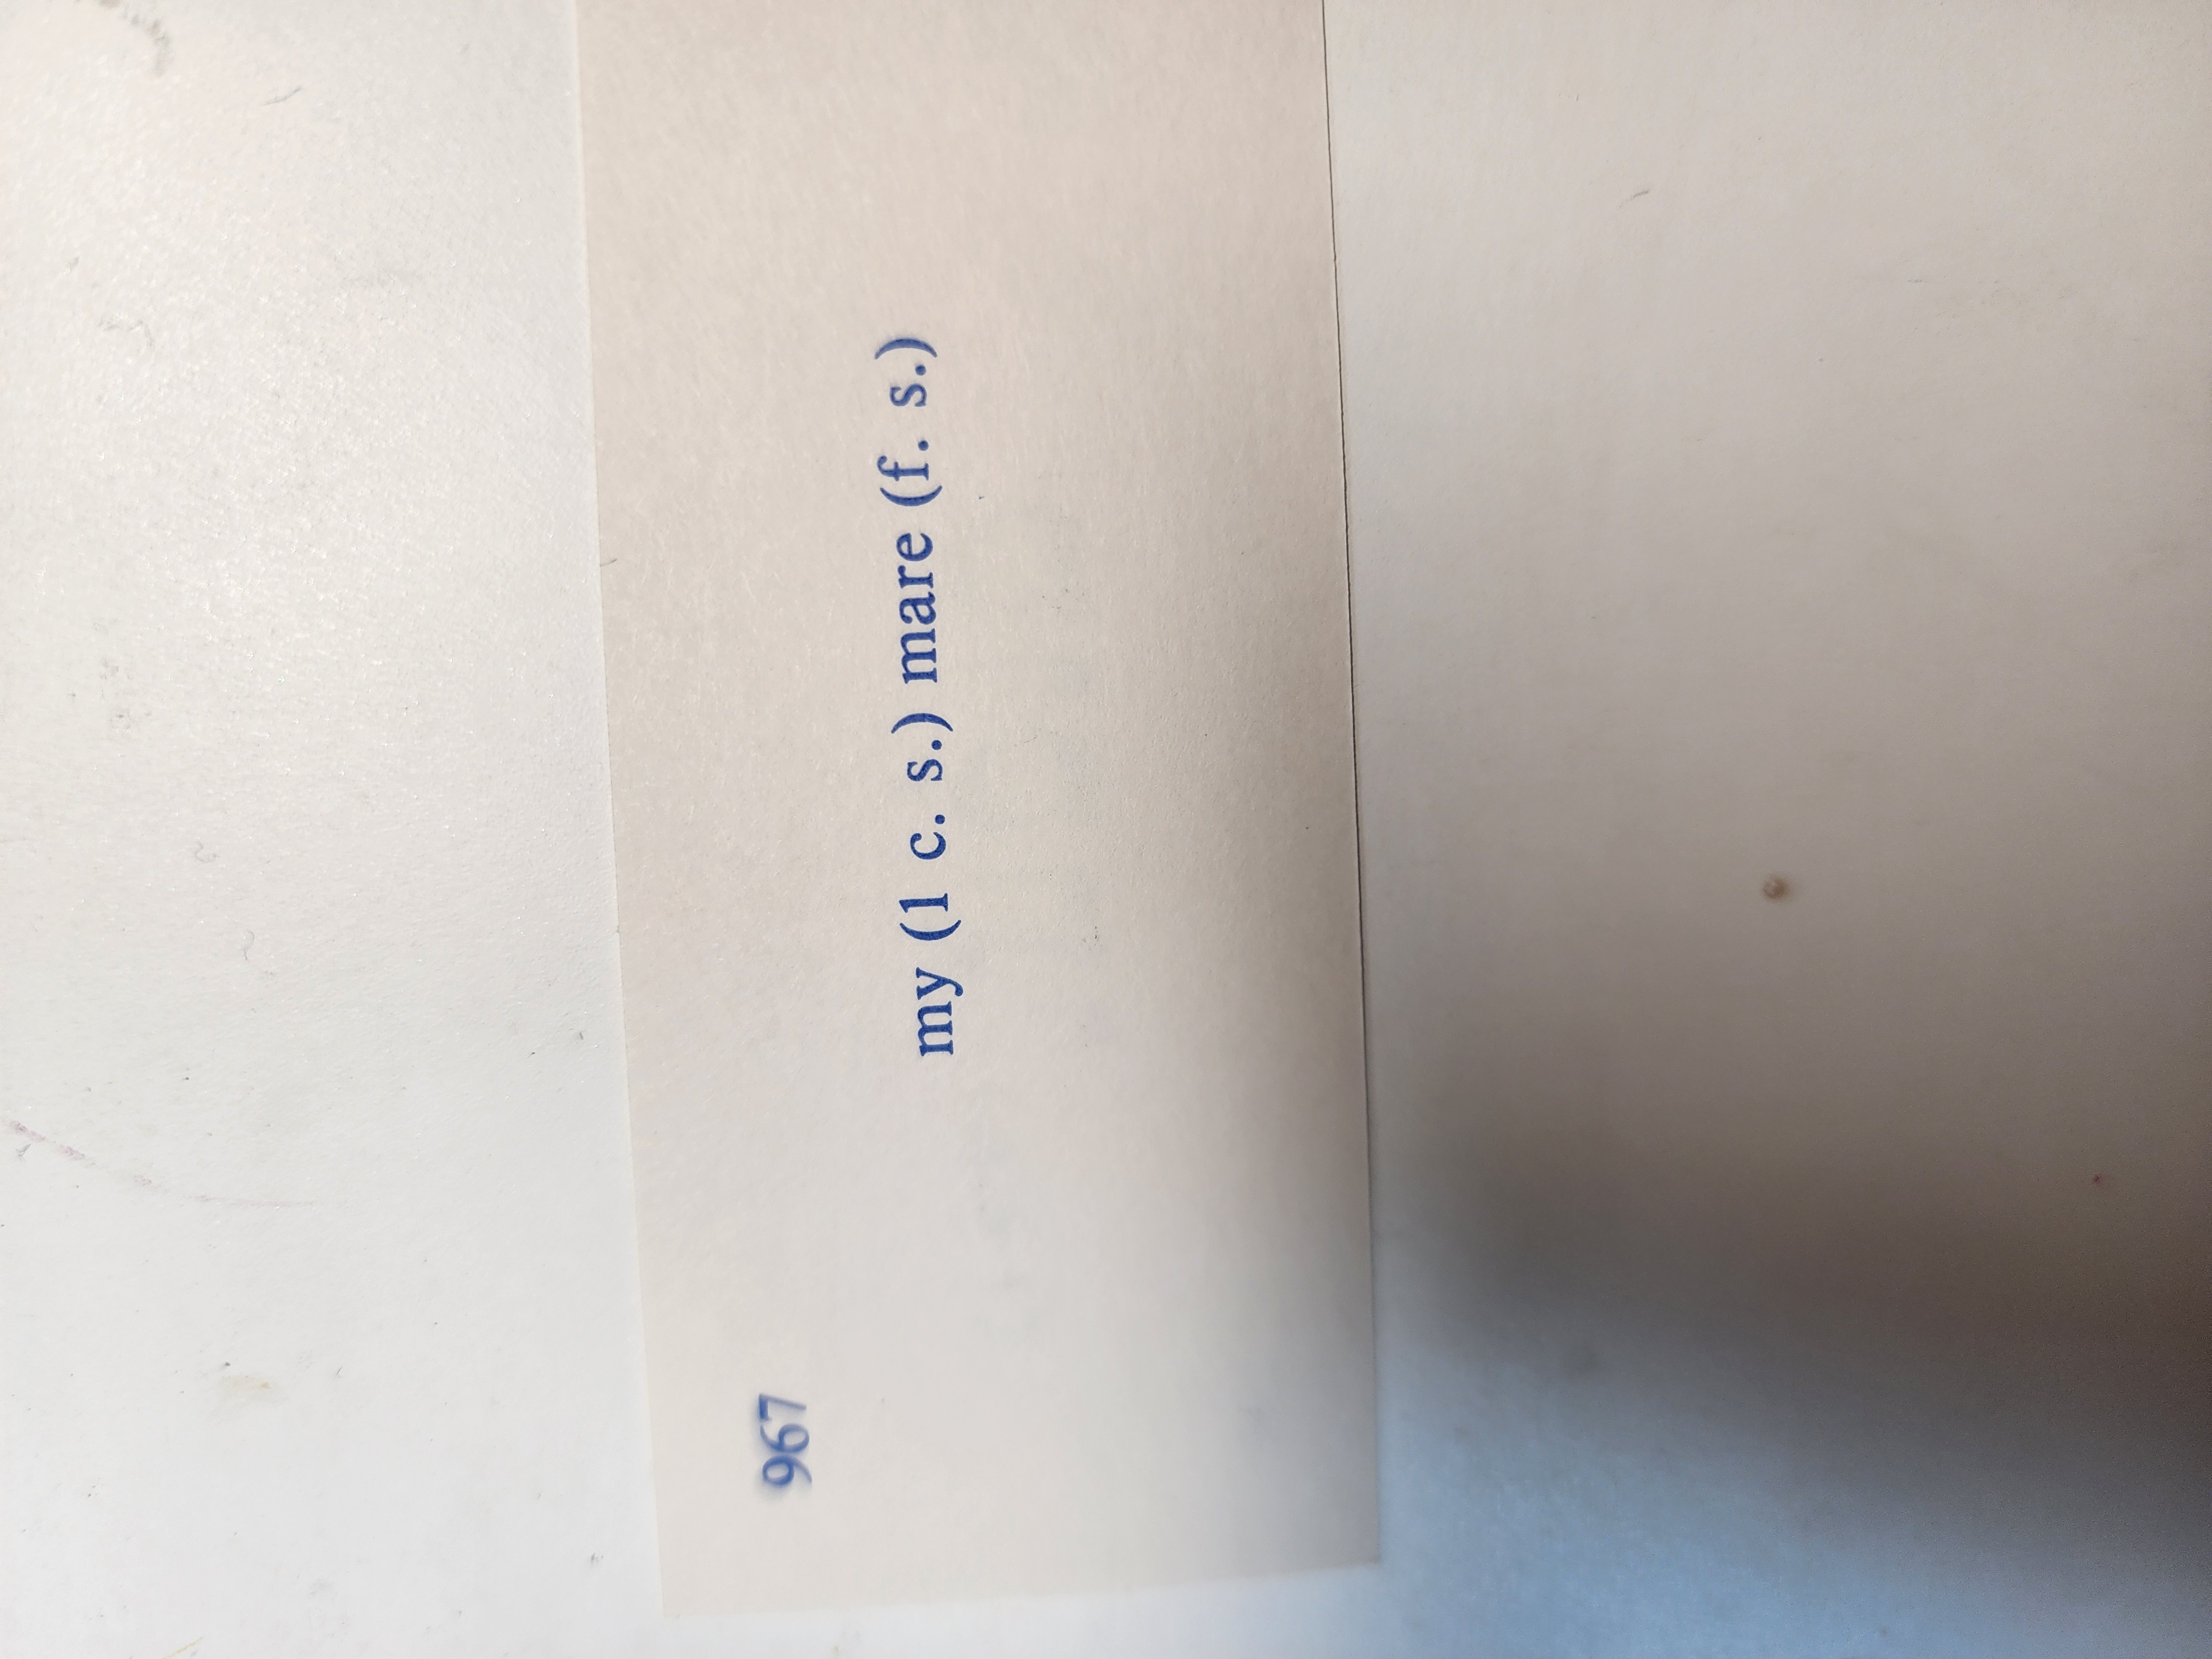 967
my (1 c. s.) mare (f. s.)